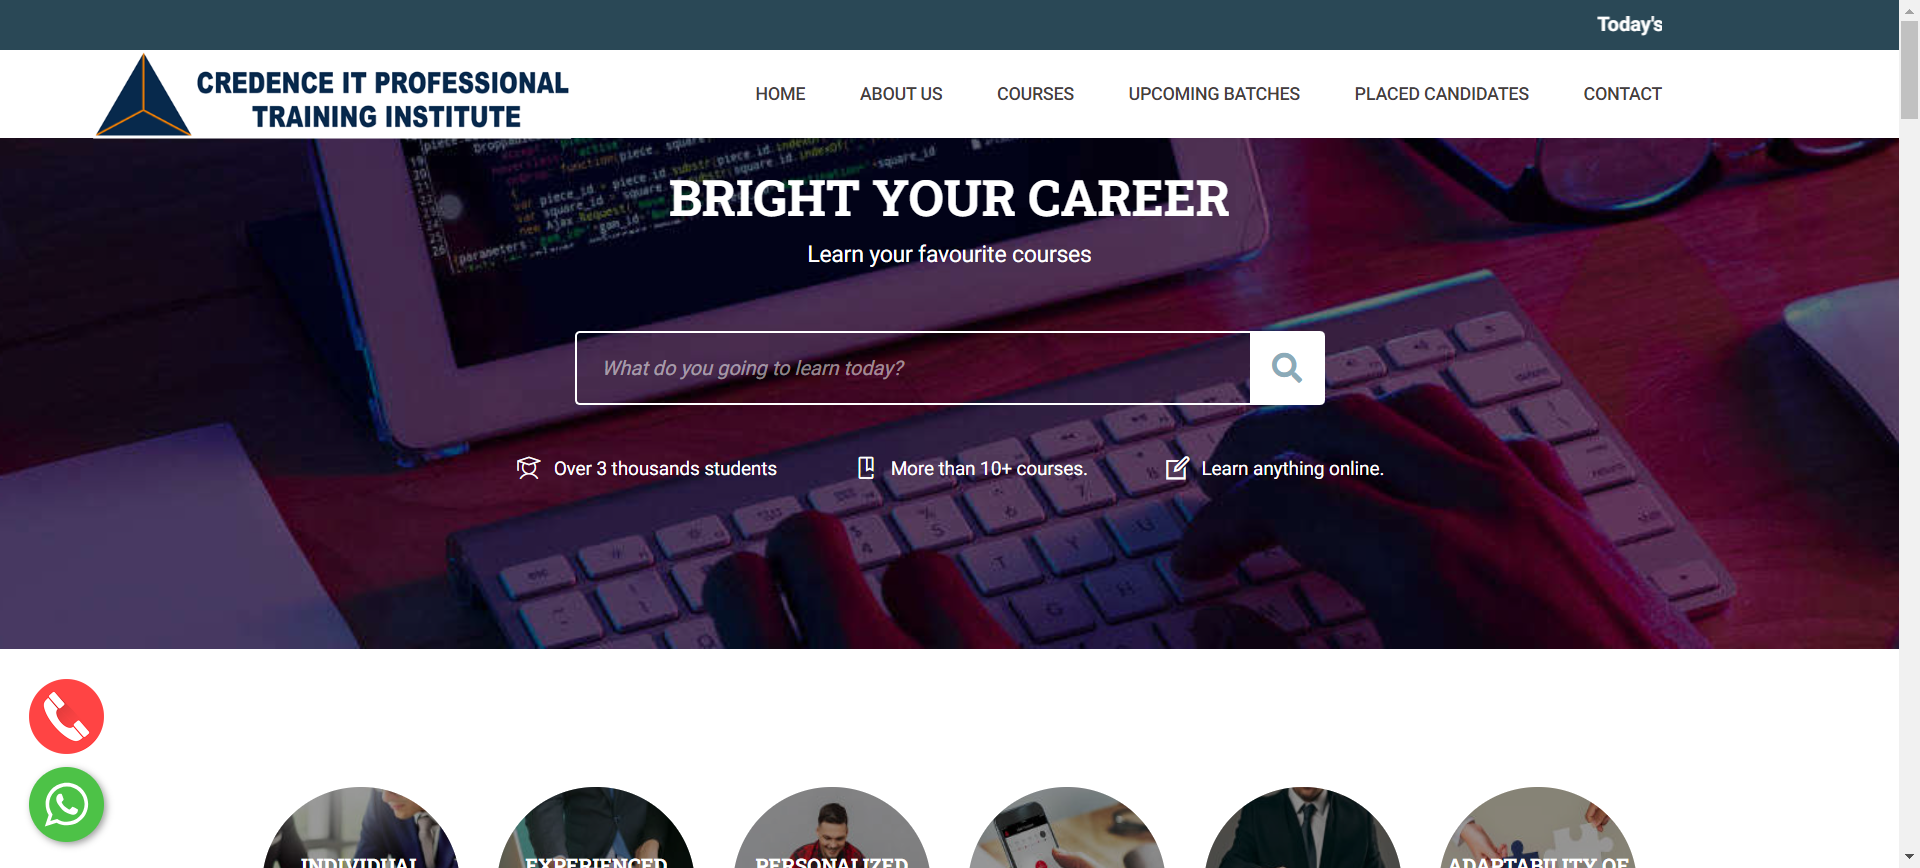 Today's
CREDENCE IT PROFESSIONAL
TRAINING INSTITUTE
HOME
ABOUT US
COURSES
UPCOMING BATCHES
PLACED CANDIDATES
CONTACT
BRIGHT YOUR CAREER
Learn your favourite courses
What do you going to learn today?
Over 3 thousands students
More than 10+ courses.
Learn anything online.
INDIVIDUAL
EXPERIENCED
PERSONALIZED
ADAPTABILITY OF